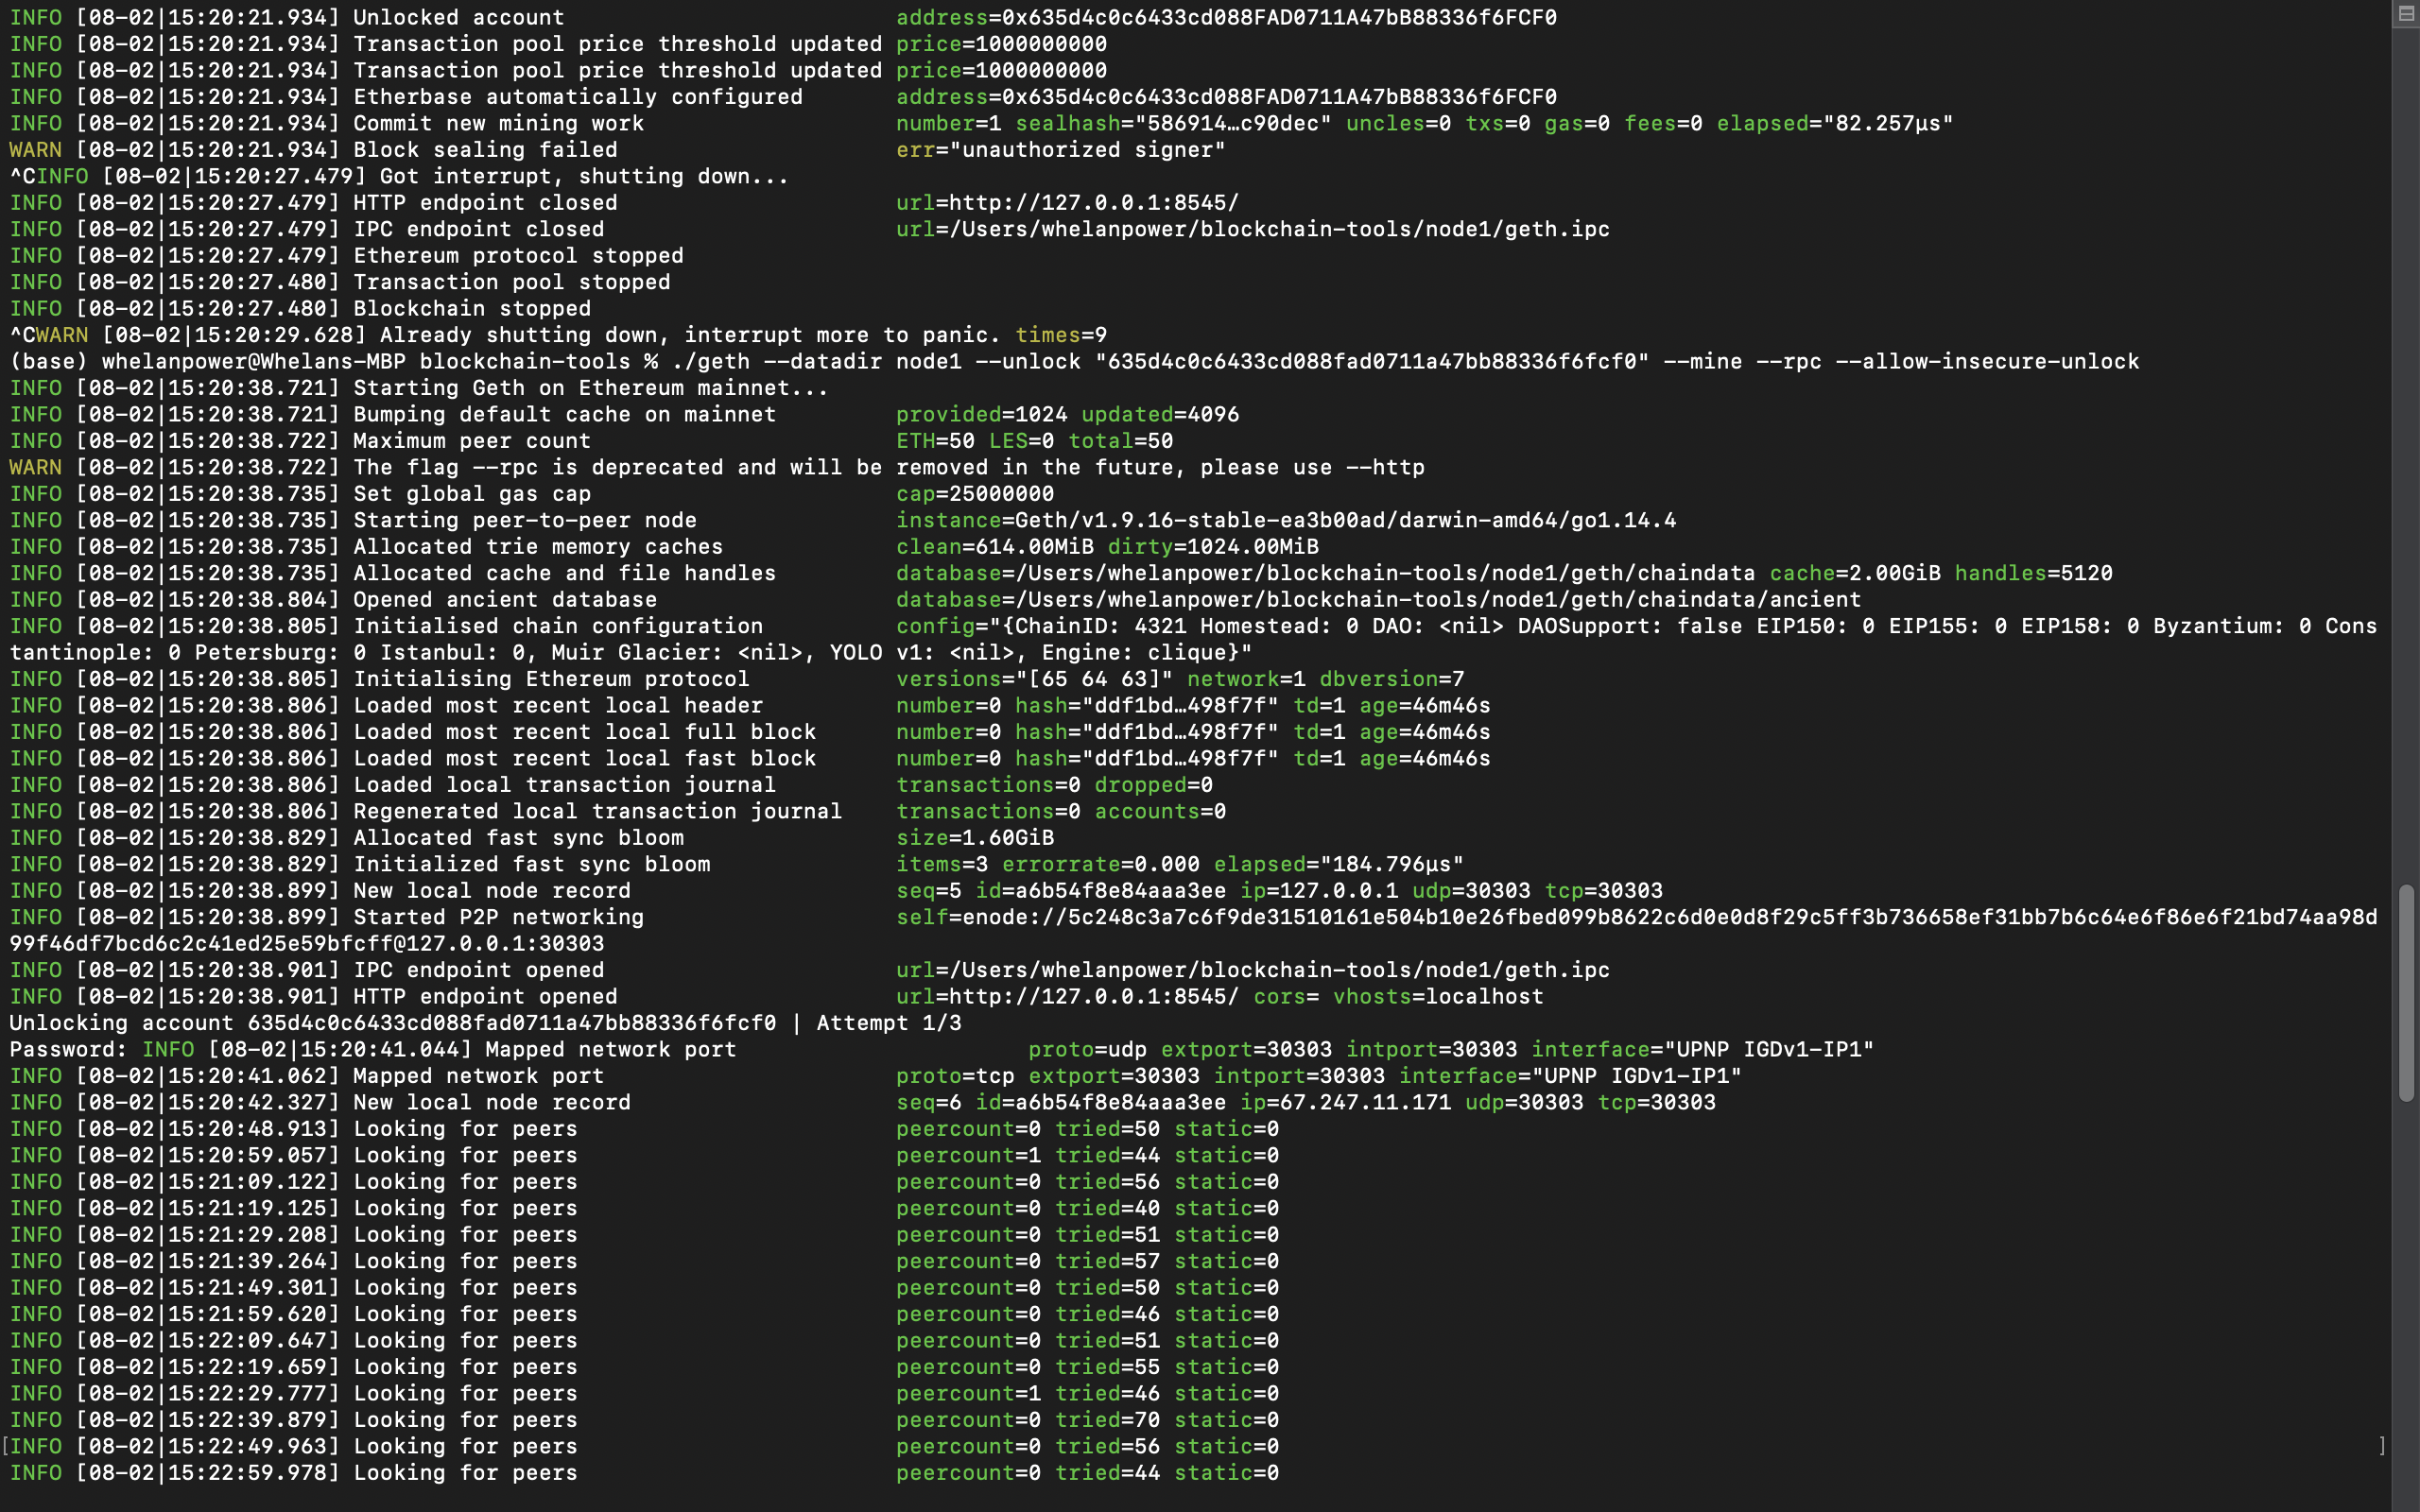 INFO [08-02|15:20:21.934] Unlocked account                         address=0x635d4c0c6433cd088FAD0711A47bB88336f6FCF0
INFO [08-02|15:20:21.934] Transaction pool price threshold updated price=1000000000
INFO [08-02|15:20:21.934] Transaction pool price threshold updated price=1000000000
INFO [08-02|15:20:21.934] Etherbase automatically configured       address=0x635d4c0c6433cd088FAD0711A47bB88336f6FCF0
INFO [08-02|15:20:21.934] Commit new mining work                   number=1 sealhash="586914…c90dec" uncles=0 txs=0 gas=0 fees=0 elapsed="82.257µs"
WARN [08-02|15:20:21.934] Block sealing failed                     err="unauthorized signer"
^CINFO [08-02|15:20:27.479] Got interrupt, shutting down...
INFO [08-02|15:20:27.479] HTTP endpoint closed                     url=http://127.0.0.1:8545/
INFO [08-02|15:20:27.479] IPC endpoint closed                      url=/Users/whelanpower/blockchain-tools/node1/geth.ipc
INFO [08-02|15:20:27.479] Ethereum protocol stopped
INFO [08-02|15:20:27.480] Transaction pool stopped
INFO [08-02|15:20:27.480] Blockchain stopped
^CWARN [08-02|15:20:29.628] Already shutting down, interrupt more to panic. times=9
(base) whelanpower@Whelans-MBP blockchain-tools % ./geth --datadir node1 --unlock "635d4c0c6433cd088fad0711a47bb88336f6fcf0" --mine --rpc --allow-insecure-unlock
INFO [08-02|15:20:38.721] Starting Geth on Ethereum mainnet...
INFO [08-02|15:20:38.721] Bumping default cache on mainnet         provided=1024 updated=4096
INFO [08-02|15:20:38.722] Maximum peer count                       ETH=50 LES=0 total=50
WARN [08-02|15:20:38.722] The flag --rpc is deprecated and will be removed in the future, please use --http
INFO [08-02|15:20:38.735] Set global gas cap                       cap=25000000
INFO [08-02|15:20:38.735] Starting peer-to-peer node               instance=Geth/v1.9.16-stable-ea3b00ad/darwin-amd64/go1.14.4
INFO [08-02|15:20:38.735] Allocated trie memory caches             clean=614.00MiB dirty=1024.00MiB
INFO [08-02|15:20:38.735] Allocated cache and file handles         database=/Users/whelanpower/blockchain-tools/node1/geth/chaindata cache=2.00GiB handles=5120
INFO [08-02|15:20:38.804] Opened ancient database                  database=/Users/whelanpower/blockchain-tools/node1/geth/chaindata/ancient
INFO [08-02|15:20:38.805] Initialised chain configuration          config="{ChainID: 4321 Homestead: 0 DAO: <nil> DAOSupport: false EIP150: 0 EIP155: 0 EIP158: 0 Byzantium: 0 Cons
tantinople: 0 Petersburg: 0 Istanbul: 0, Muir Glacier: <nil>, YOLO v1: <nil>, Engine: clique}"
INFO [08-02|15:20:38.805] Initialising Ethereum protocol           versions="[65 64 63]" network=1 dbversion=7
INFO [08-02|15:20:38.806] Loaded most recent local header          number=0 hash="ddf1bd…498f7f" td=1 age=46m46s
INFO [08-02|15:20:38.806] Loaded most recent local full block      number=0 hash="ddf1bd…498f7f" td=1 age=46m46s
INFO [08-02|15:20:38.806] Loaded most recent local fast block      number=0 hash="ddf1bd…498f7f" td=1 age=46m46s
INFO [08-02|15:20:38.806] Loaded local transaction journal         transactions=0 dropped=0
INFO [08-02|15:20:38.806] Regenerated local transaction journal    transactions=0 accounts=0
INFO [08-02|15:20:38.829] Allocated fast sync bloom                size=1.60GiB
INFO [08-02|15:20:38.829] Initialized fast sync bloom              items=3 errorrate=0.000 elapsed="184.796µs"
INFO [08-02|15:20:38.899] New local node record                    seq=5 id=a6b54f8e84aaa3ee ip=127.0.0.1 udp=30303 tcp=30303
INFO [08-02|15:20:38.899] Started P2P networking                   self=enode://5c248c3a7c6f9de31510161e504b10e26fbed099b8622c6d0e0d8f29c5ff3b736658ef31bb7b6c64e6f86e6f21bd74aa98d
99f46df7bcd6c2c41ed25e59bfcff@127.0.0.1:30303
INFO [08-02|15:20:38.901] IPC endpoint opened                      url=/Users/whelanpower/blockchain-tools/node1/geth.ipc
INFO [08-02|15:20:38.901] HTTP endpoint opened                     url=http://127.0.0.1:8545/ cors= vhosts=localhost
Unlocking account 635d4c0c6433cd088fad0711a47bb88336f6fcf0 | Attempt 1/3
Password: INFO [08-02|15:20:41.044] Mapped network port                      proto=udp extport=30303 intport=30303 interface="UPNP IGDv1-IP1"
INFO [08-02|15:20:41.062] Mapped network port                      proto=tcp extport=30303 intport=30303 interface="UPNP IGDv1-IP1"
INFO [08-02|15:20:42.327] New local node record                    seq=6 id=a6b54f8e84aaa3ee ip=67.247.11.171 udp=30303 tcp=30303
INFO [08-02|15:20:48.913] Looking for peers                        peercount=0 tried=50 static=0
INFO [08-02|15:20:59.057] Looking for peers                        peercount=1 tried=44 static=0
INFO [08-02|15:21:09.122] Looking for peers                        peercount=0 tried=56 static=0
INFO [08-02|15:21:19.125] Looking for peers                        peercount=0 tried=40 static=0
INFO [08-02|15:21:29.208] Looking for peers                        peercount=0 tried=51 static=0
INFO [08-02|15:21:39.264] Looking for peers                        peercount=0 tried=57 static=0
INFO [08-02|15:21:49.301] Looking for peers                        peercount=0 tried=50 static=0
INFO [08-02|15:21:59.620] Looking for peers                        peercount=0 tried=46 static=0
INFO [08-02|15:22:09.647] Looking for peers                        peercount=0 tried=51 static=0
INFO [08-02|15:22:19.659] Looking for peers                        peercount=0 tried=55 static=0
INFO [08-02|15:22:29.777] Looking for peers                        peercount=1 tried=46 static=0
INFO [08-02|15:22:39.879] Looking for peers                        peercount=0 tried=70 static=0
[INFO [08-02|15:22:49.963] Looking for peers                        peercount=0 tried=56 static=0 ]
INFO [08-02|15:22:59.978] Looking for peers                        peercount=0 tried=44 static=0